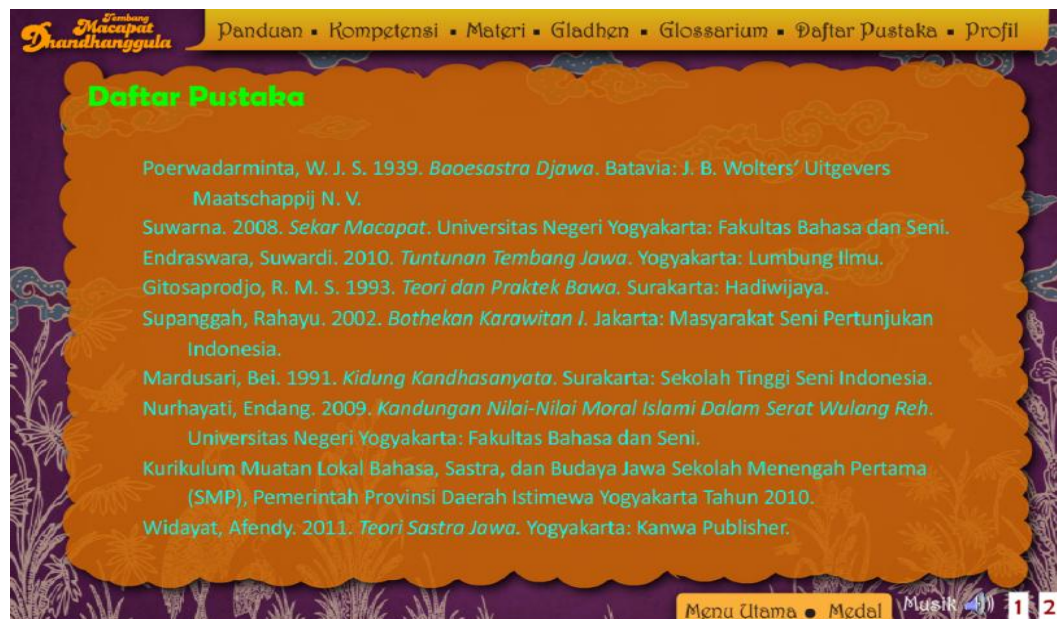 Tembang
Macapat
Dhandhanggula
Panduan ▪ Kompetensi ▪ Materi ▪ Gladhen ▪ Glossarium ▪ Daftar Pustaka ▪ Profil
Daftar Pustaka
Poerwadarminta, W. J. S. 1939. Baoesastra Djawa. Batavia: J. B. Wolters’ Uitgevers
Maatschappij N. V.
Suwarna. 2008. Sekar Macapat. Universitas Negeri Yogyakarta: Fakultas Bahasa dan Seni.
Endraswara, Suwardi. 2010. Tuntunan Tembang Jawa. Yogyakarta: Lumbung Ilmu.
Gitosaprodjo, R. M. S. 1993. Teori dan Praktek Bawa. Surakarta: Hadiwijaya.
Supanggah, Rahayu. 2002. Bothekan Karawitan I. Jakarta: Masyarakat Seni Pertunjukan
Indonesia.
Mardusari, Bei. 1991. Kidung Kandhasanyata. Surakarta: Sekolah Tinggi Seni Indonesia.
Nurhayati, Endang. 2009. Kandungan Nilai-Nilai Moral Islami Dalam Serat Wulang Reh.
Universitas Negeri Yogyakarta: Fakultas Bahasa dan Seni.
Kurikulum Muatan Lokal Bahasa, Sastra, dan Budaya Jawa Sekolah Menengah Pertama
(SMP), Pemerintah Provinsi Daerah Istimewa Yogyakarta Tahun 2010.
Widayat, Afendy. 2011. Teori Sastra Jawa. Yogyakarta: Kanwa Publisher.
Menu Utama ● Medal Musik 1 2